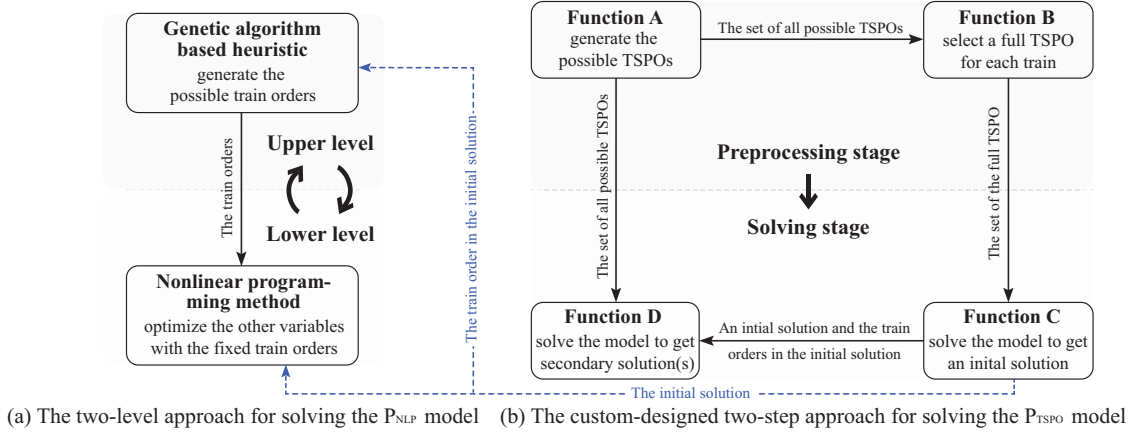 Genetic algorithm
based heuristic
generate the
possible train orders
The train orders
Upper level
Lower level
Nonlinear program-
ming method
optimize the other variables
with the fixed train orders
The train order in the initial solution
Function A
generate the
possible TSPOs
The set of all possible TSPOs
Function B
select a full TSPO
for each train
The set of all possible TSPOs
Preprocessing stage
Solving stage
The set of the full TSPO
Function D
solve the model to get
secondary solution(s)
An intial solution and the train
orders in the initial solution
Function C
solve the model to get
an inital solution
The initial solution
(a) The two-level approach for solving the PNLP model
(b) The custom-designed two-step approach for solving the PTSPO model